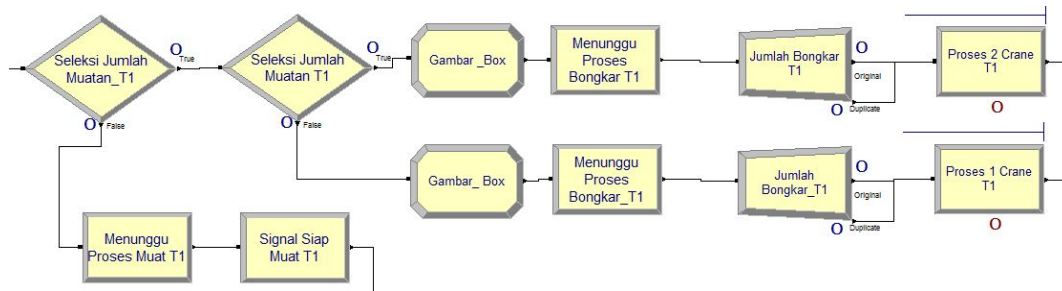 Seleksi Jumlah
Muatan_T1
O
True
O
False
Seleksi Jumlah
Muatan T1
O
True
O
False
Gambar _Box
Menunggu
Proses
Bongkar T1
Jumlah Bongkar
T1
O
Original
O
Duplicate
Proses 2 Crane
T1
O
Gambar_ Box
Menunggu
Proses
Bongkar_T1
Jumlah
Bongkar_T1
O
Original
O
Duplicate
Proses 1 Crane
T1
O
Menunggu
Proses Muat T1
Signal Siap
Muat T1